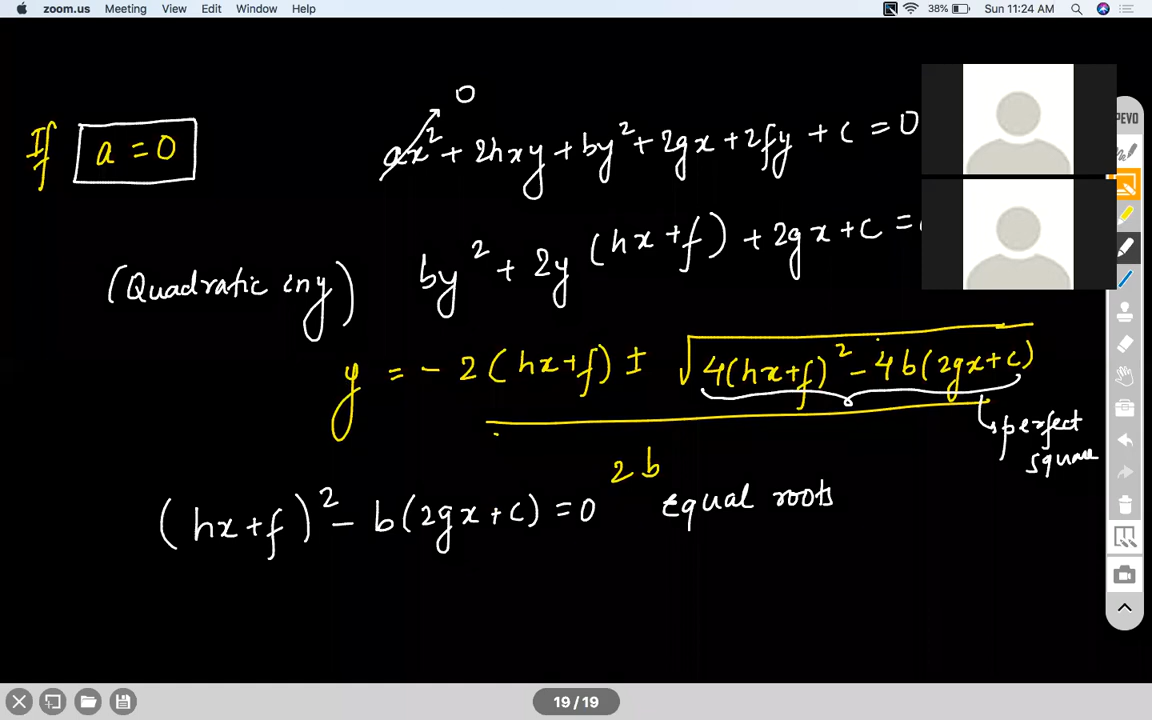 zoom.us Meeting View Edit Window Help 38% Sun 11:24 AM
0
If a = 0 ax² + 2hxy + by² + 2gx + 2fy + c = 0
(Quadratic in y) by² + 2y (hx + f) + 2gx + c =
y = - 2 (hx + f) ± √4(hx + f)² - 4b(2gx + c)
2b
perfect
square
(hx + f)² - b(2gx + c) = 0 equal roots
PEVO
19 / 19